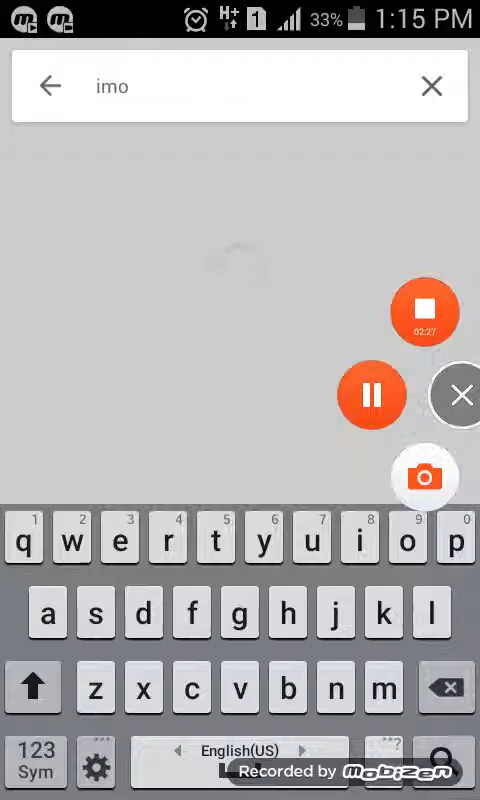 1 33% 1:15 PM
imo
02:27
1 2 3 4 5 6 7 8 9 0
q w e r t y u i o p
a s d f g h j k l
z x c v b n m
123
Sym
English(US)
?
Recorded by Mobizen